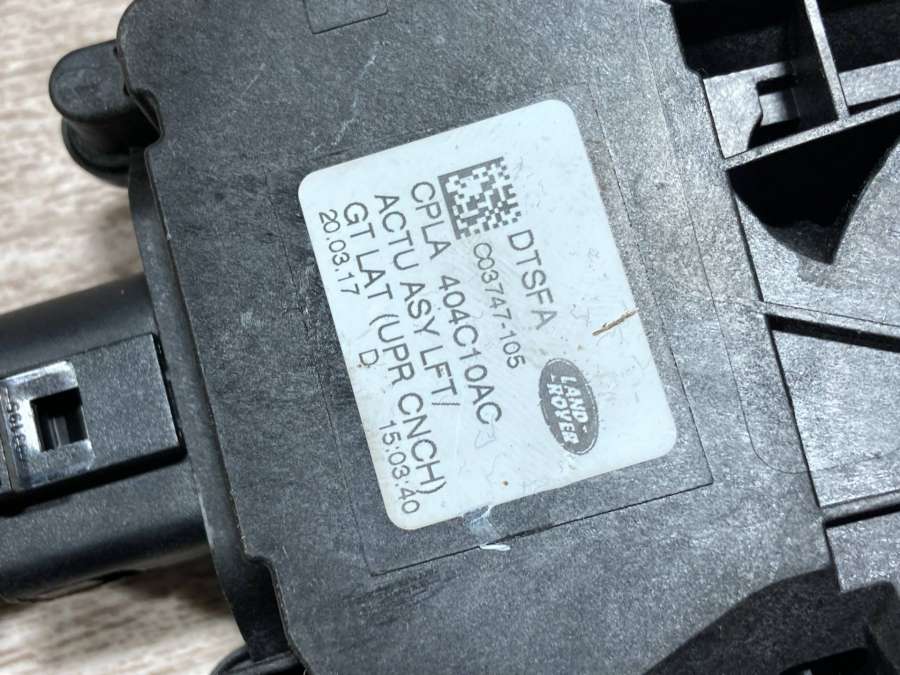 DTSFA
C03747-105
LAND-
ROVER
CPLA 404C10AC
ACTU ASY LFT/
GT LAT (UPR CNCH)
D
20.03.17 15:03:40